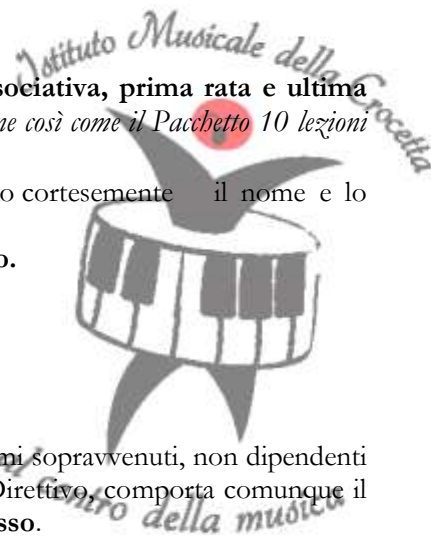 Istituto Musicale della Crocetta
sociativa, prima rata e ultima
ne così come il Pacchetto 10 lezioni
o cortesemente il nome e lo
o.
mi sopravvenuti, non dipendenti
Direttivo, comporta comunque il
sso.
al centro della musica